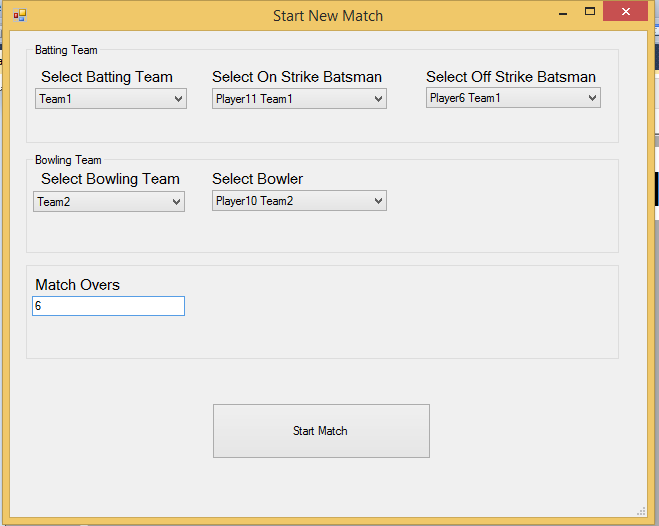 Start New Match
Batting Team
Select Batting Team Select On Strike Batsman Select Off Strike Batsman
Team1 Player11 Team1 Player6 Team1
Bowling Team
Select Bowling Team Select Bowler
Team2 Player10 Team2
Match Overs
6
Start Match